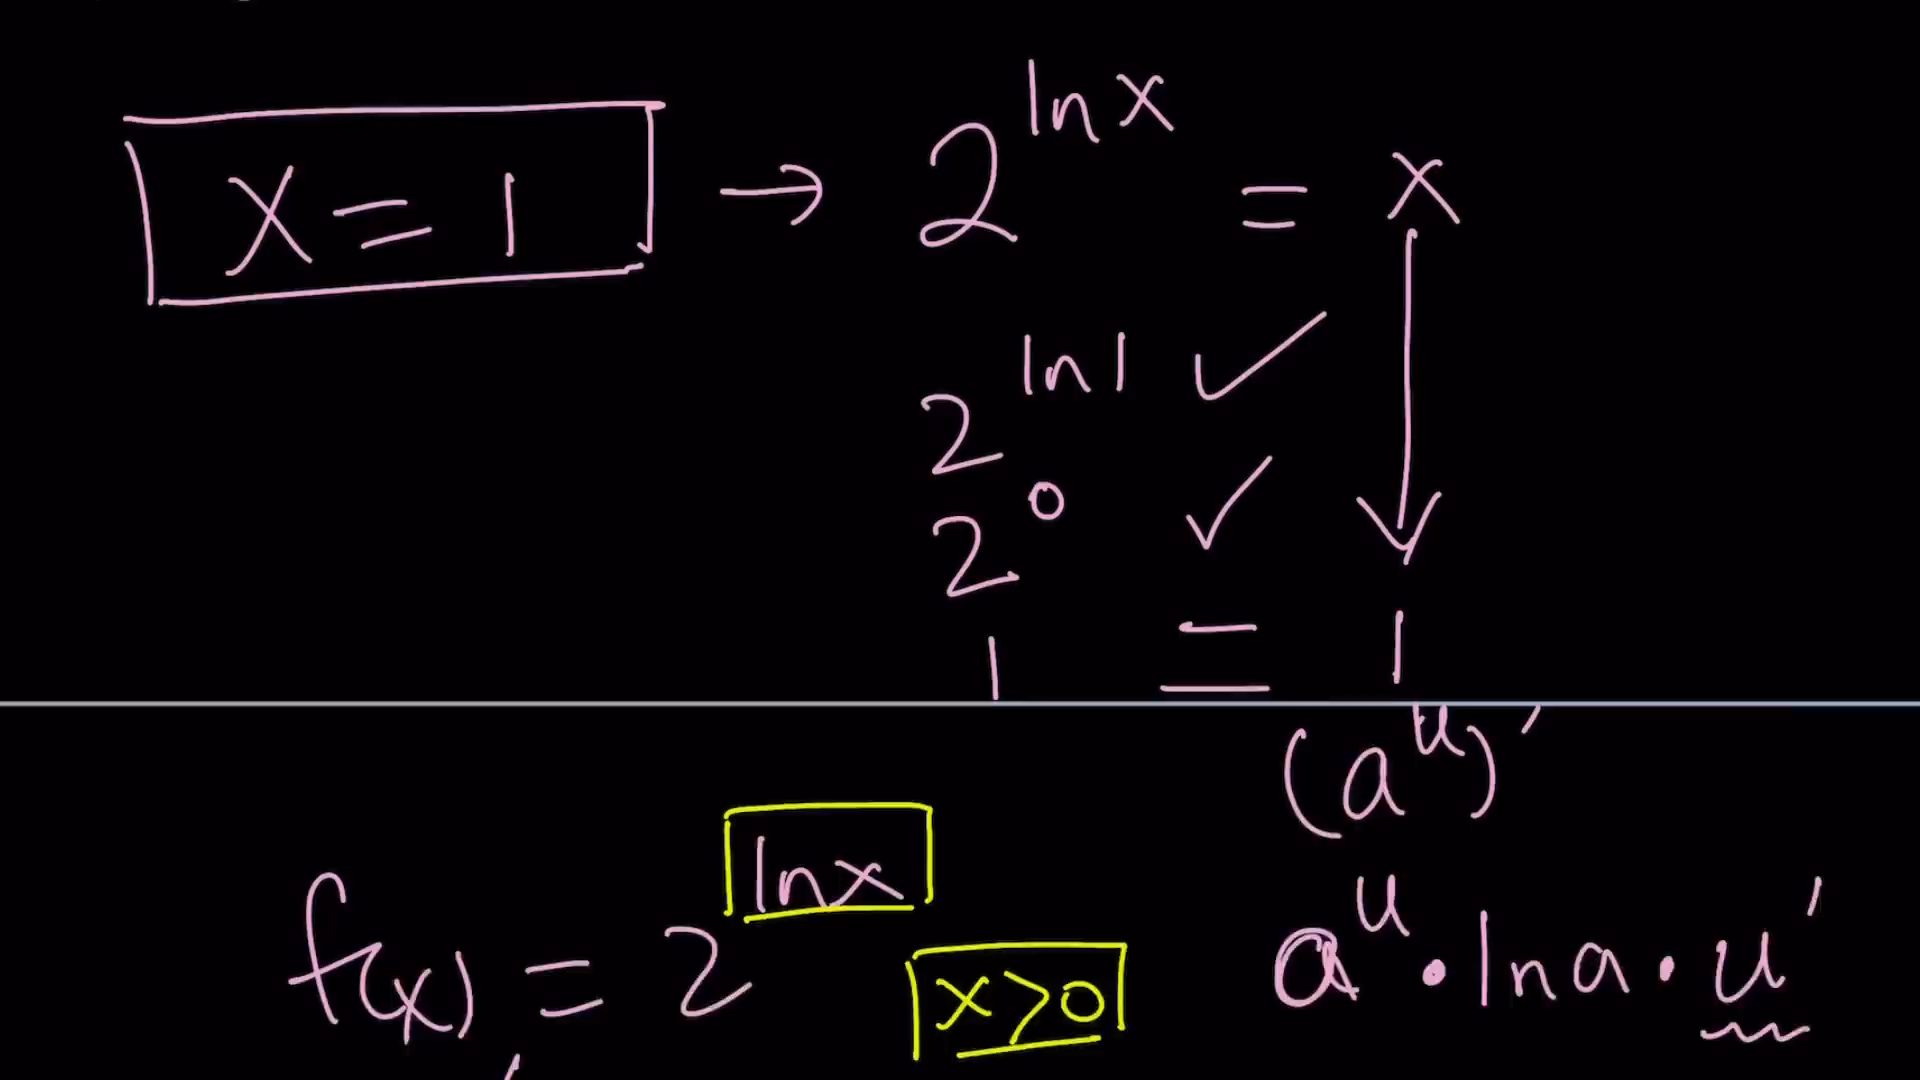 x = 1 → 2^{ln x} = x
2^{ln 1} ✓
2^0 ✓
1 = 1
(a^u)'
f(x) = 2^{ln x} x>0
a^u · ln a · u'